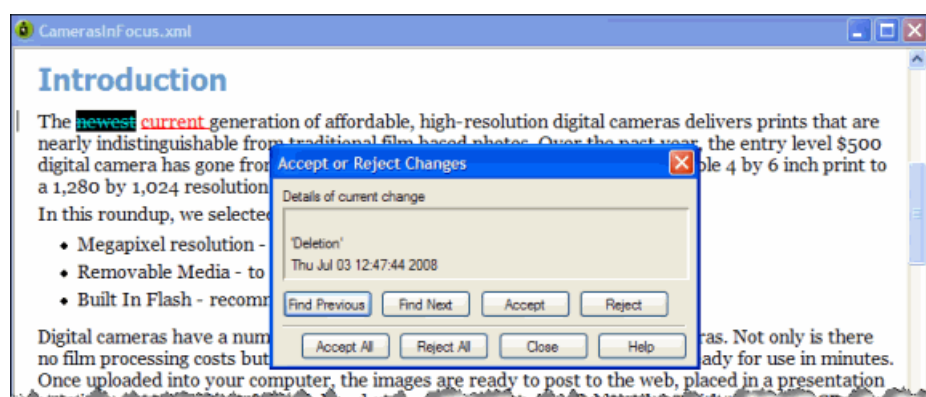 CamerasInFocus.xml
Introduction
The newest current generation of affordable, high-resolution digital cameras delivers prints that are
nearly indistinguishable from traditional film based photos. Over the past year, the entry level $500
digital camera has gone from ble 4 by 6 inch print to
a 1,280 by 1,024 resolution
In this roundup, we selected
• Megapixel resolution -
• Removable Media - to
• Built In Flash - recomm
Digital cameras have a num ras. Not only is there
no film processing costs but ady for use in minutes.
Once uploaded into your computer, the images are ready to post to the web, placed in a presentation
Accept or Reject Changes
Details of current change
'Deletion'
Thu Jul 03 12:47:44 2008
Find Previous Find Next Accept Reject
Accept All Reject All Close Help